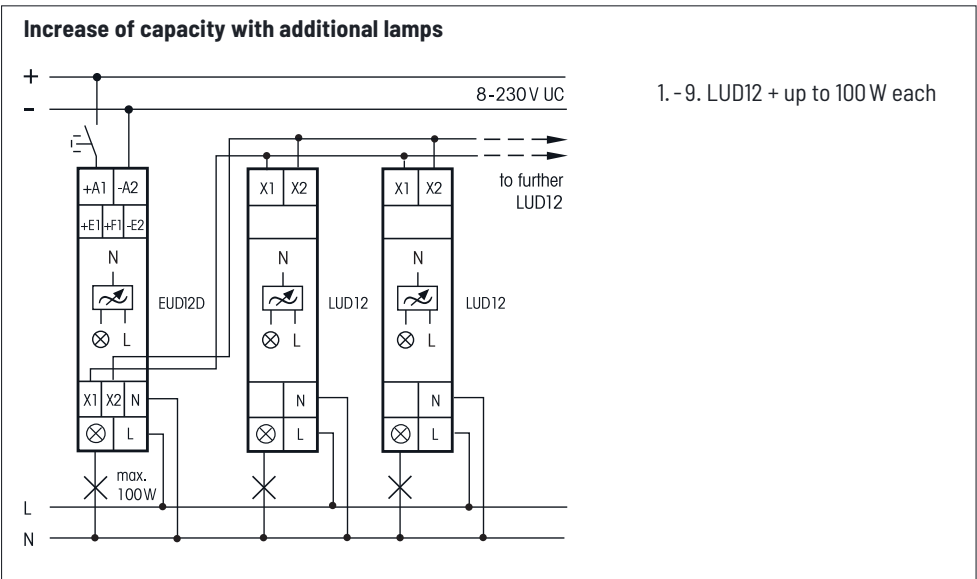 Increase of capacity with additional lamps
+
8-230 V UC
1. - 9. LUD12 + up to 100 W each
-
to further
LUD12
+A1 -A2
X1 X2
X1 X2
+E1 +F1 -E2
N
N
N
EUD12D
LUD12
LUD12
L
L
L
X1 X2 N
N
N
L
L
L
max.
100 W
L
N